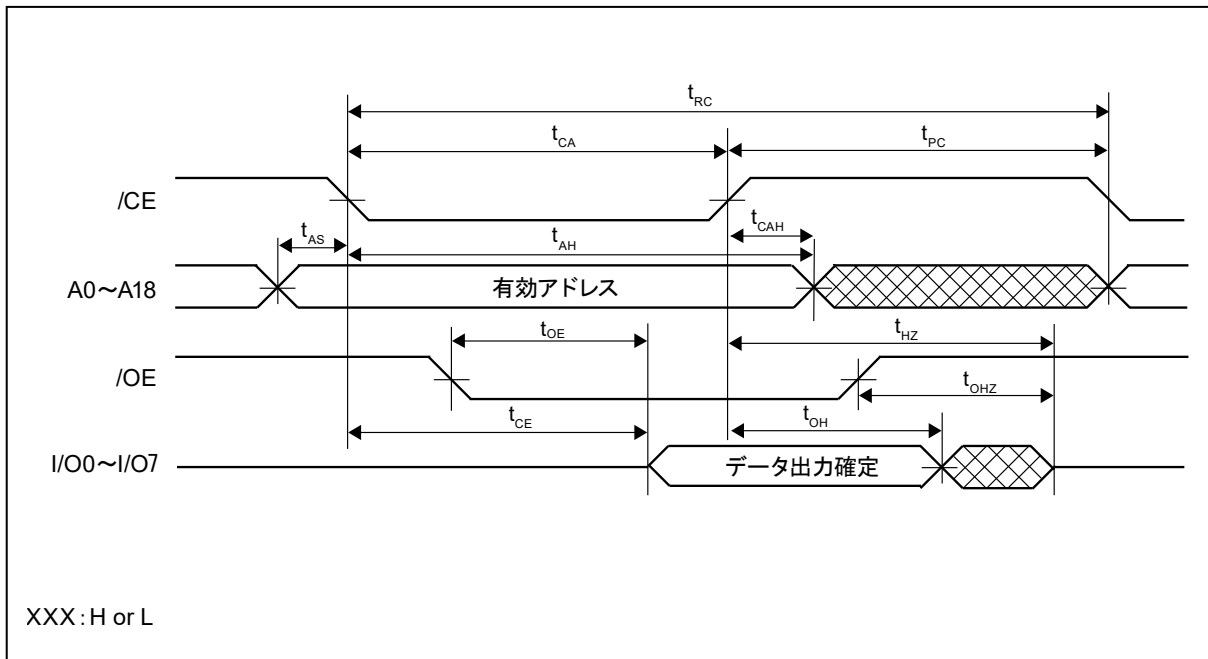 tRC
tCA
tPC
/CE
tCAH
tAS
tAH
A0～A18
有効アドレス
tOE
tHZ
/OE
tOHZ
tCE
tOH
I/O0～I/O7
データ出力確定
XXX：H or L